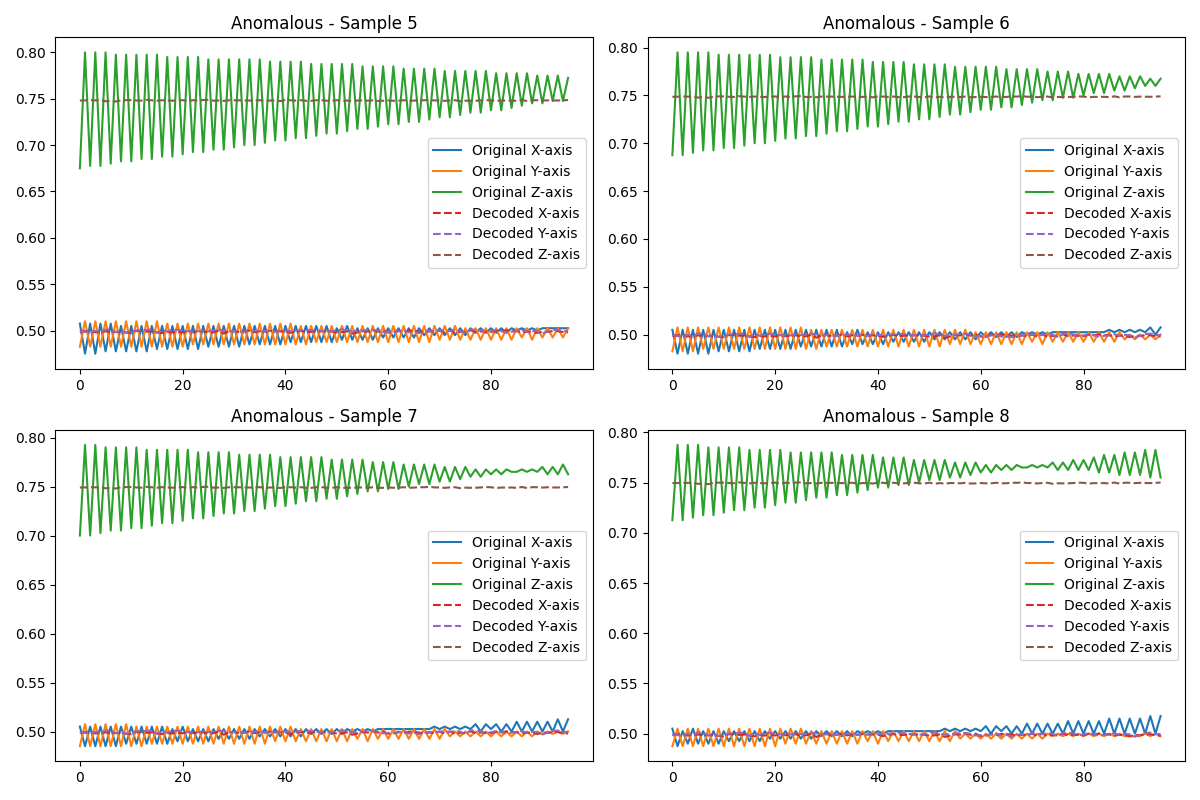 Anomalous - Sample 5
0.80
0.75
0.70
0.65
0.60
0.55
0.50
Original X-axis
Original Y-axis
Original Z-axis
Decoded X-axis
Decoded Y-axis
Decoded Z-axis
0 20 40 60 80
Anomalous - Sample 6
0.80
0.75
0.70
0.65
0.60
0.55
0.50
Original X-axis
Original Y-axis
Original Z-axis
Decoded X-axis
Decoded Y-axis
Decoded Z-axis
0 20 40 60 80
Anomalous - Sample 7
0.80
0.75
0.70
0.65
0.60
0.55
0.50
Original X-axis
Original Y-axis
Original Z-axis
Decoded X-axis
Decoded Y-axis
Decoded Z-axis
0 20 40 60 80
Anomalous - Sample 8
0.80
0.75
0.70
0.65
0.60
0.55
0.50
Original X-axis
Original Y-axis
Original Z-axis
Decoded X-axis
Decoded Y-axis
Decoded Z-axis
0 20 40 60 80